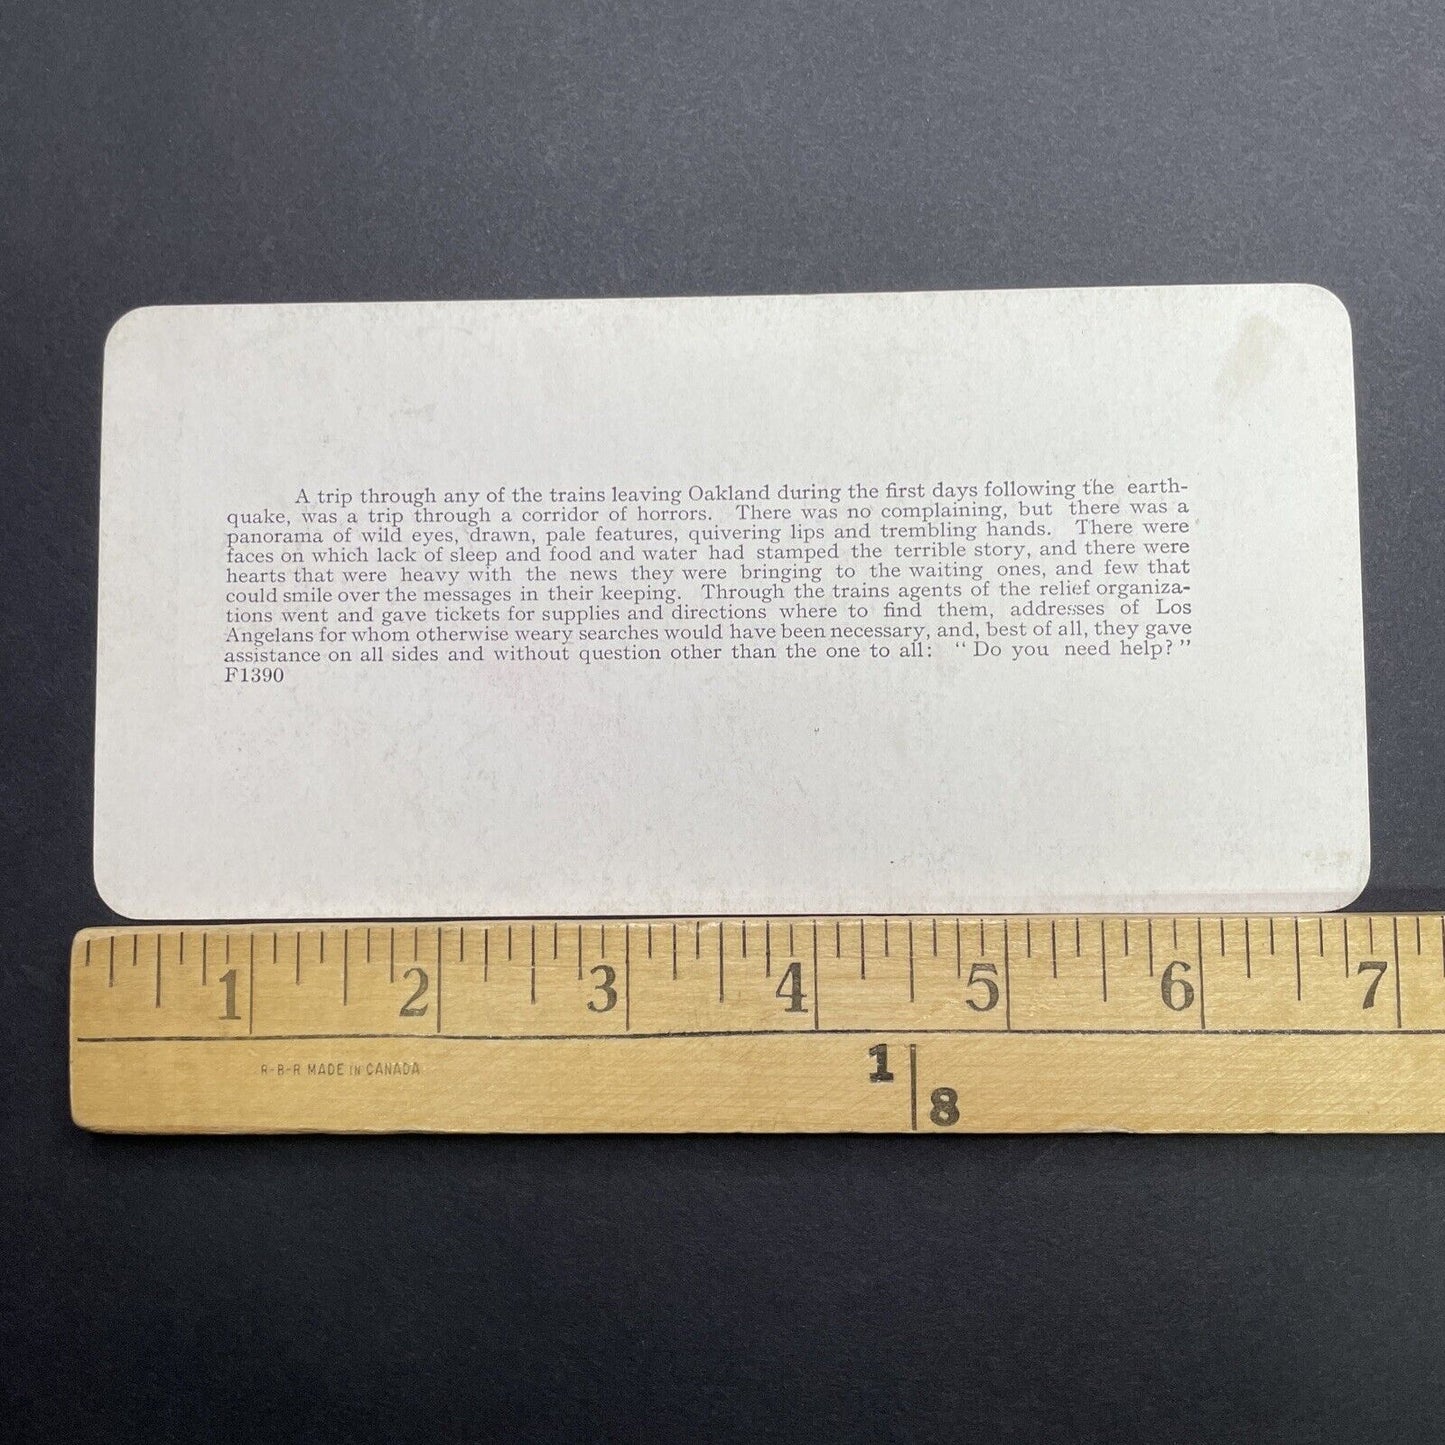 A trip through any of the trains leaving Oakland during the first days following the earth-
quake, was a trip through a corridor of horrors. There was no complaining, but there was a
panorama of wild eyes, drawn, pale features, quivering lips and trembling hands. There were
faces on which lack of sleep and food and water had stamped the terrible story, and there were
hearts that were heavy with the news they were bringing to the waiting ones, and few that
could smile over the messages in their keeping. Through the trains agents of the relief organiza-
tions went and gave tickets for supplies and directions where to find them, addresses of Los
Angelans for whom otherwise weary searches would have been necessary, and, best of all, they gave
assistance on all sides and without question other than the one to all: "Do you need help?"
F1390
1 2 3 4 5 6 7
R-B-R MADE IN CANADA
1 8